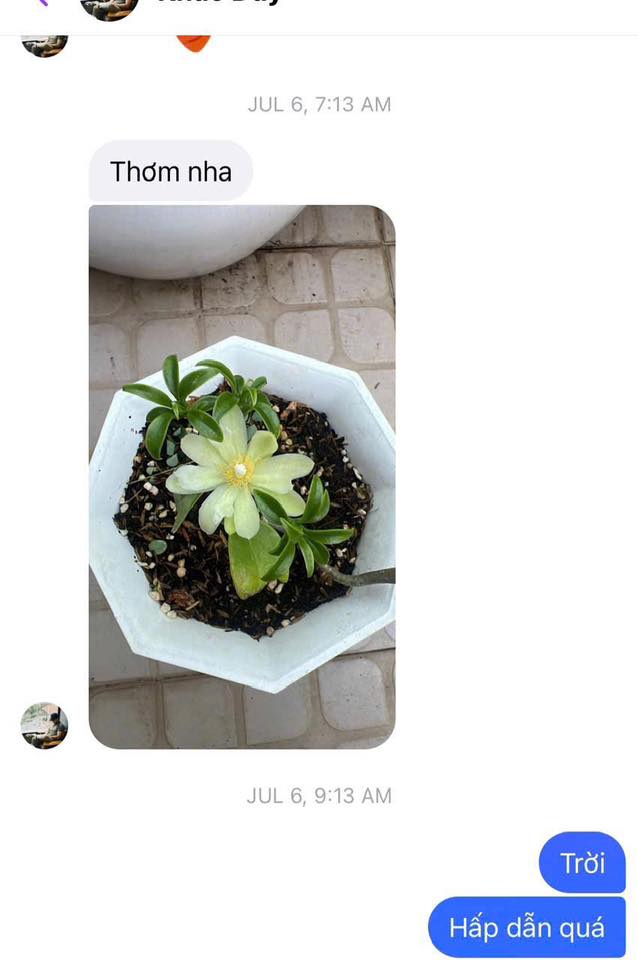 JUL 6, 7:13 AM
Thơm nha
JUL 6, 9:13 AM
Trời
Hấp dẫn quá